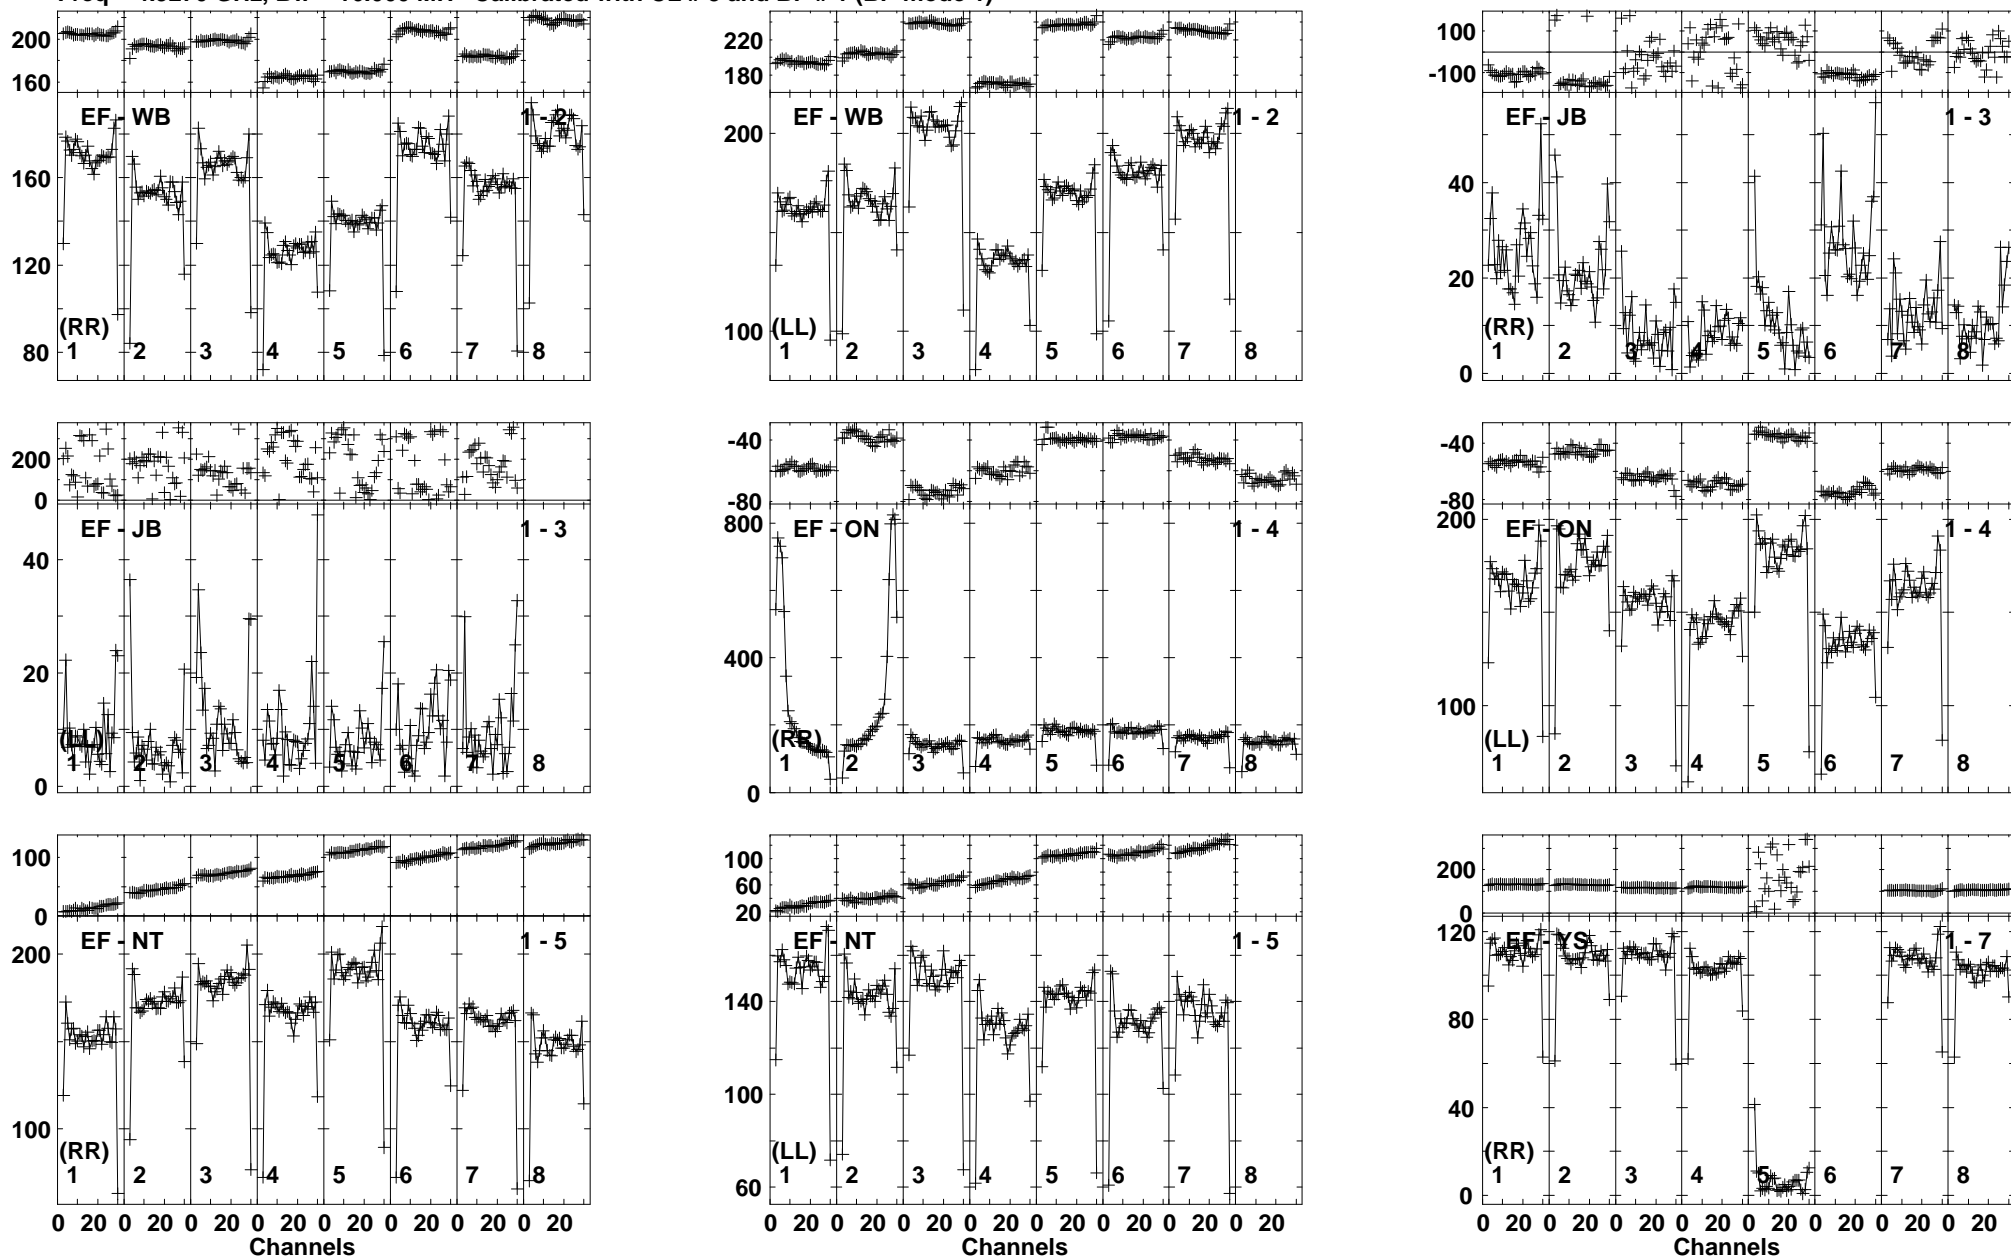 200 160 220 180 100 -100
EF - WB 1 - 2 EF - WB 1 - 2 EF - JB 1 - 3
160 120 80 200 100 40 20 0
(RR) (LL) (RR)
1 2 3 4 5 6 7 8 1 2 3 4 5 6 7 8 1 2 3 4 5 6 7 8
200 0 -40 -80 -40 -80
EF - JB 1 - 3 EF - ON 1 - 4 EF - ON 1 - 4
40 20 0 800 400 0 200 100
(LL) (RR) (LL)
1 2 3 4 5 6 7 8 1 2 3 4 5 6 7 8 1 2 3 4 5 6 7 8
100 0 100 60 20 200 0
EF - NT 1 - 5 EF - NT 1 - 5 EF - YS 1 - 7
200 100 140 100 60 120 80 40 0
(RR) (LL) (RR)
1 2 3 4 5 6 7 8 1 2 3 4 5 6 7 8 1 2 3 4 5 6 7 8
0 20 0 20 0 20 0 20 0 20 0 20 0 20 0 20 0 20 0 20 0 20 0 20 0 20 0 20 0 20 0 20 0 20 0 20 0 20 0 20 0 20 0 20 0 20 0 20
Channels Channels Channels